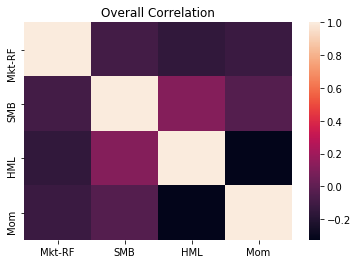 Overall Correlation
Mkt-RF
SMB
HML
Mom
Mkt-RF SMB HML Mom
1.0
0.8
0.6
0.4
0.2
0.0
−0.2